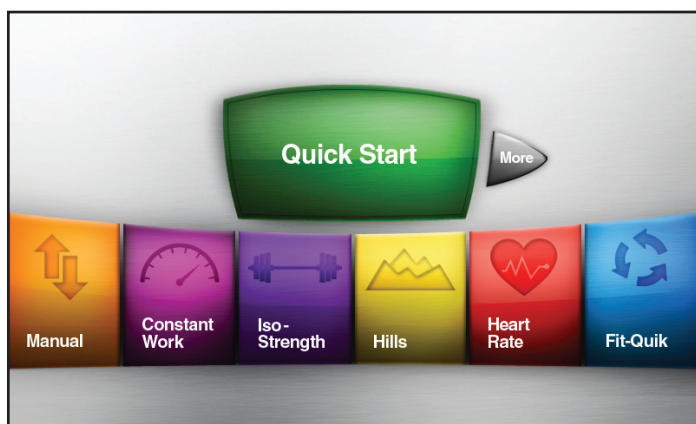 Quick Start
More
Manual
Constant
Work
Iso-
Strength
Hills
Heart
Rate
Fit-Quik